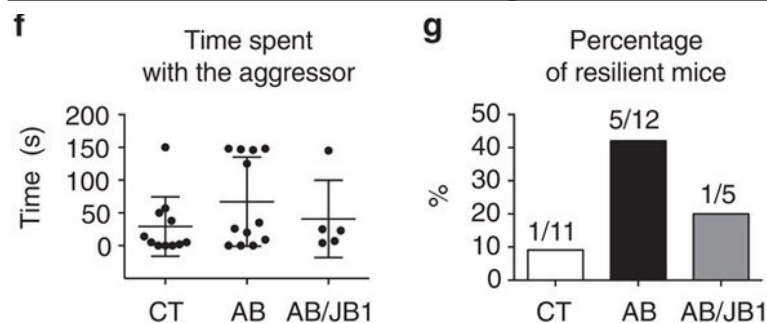 f
Time spent
with the aggressor
200
150
100
50
0
Time (s)
CT AB AB/JB1
g
Percentage
of resilient mice
50
40
30
20
10
0
%
1/11
5/12
1/5
CT AB AB/JB1